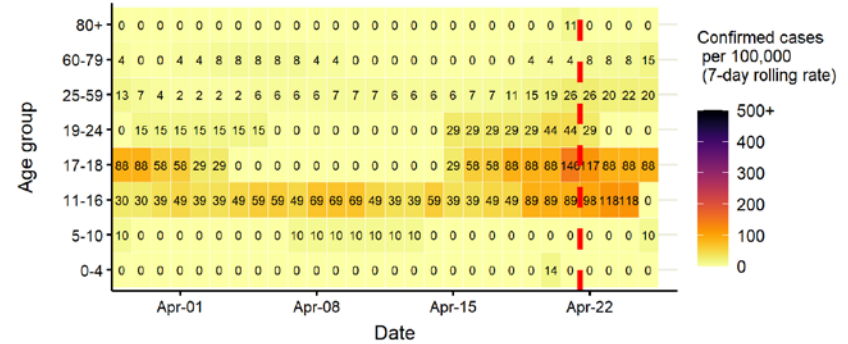 80+ 0 0 0 0 0 0 0 0 0 0 0 0 0 0 0 0 0 0 0 0 0 0 0 11 0 0 0 0
60-79 4 0 0 4 4 8 8 8 8 8 4 4 0 0 0 0 0 0 0 0 0 4 4 4 8 8 8 15
25-59 13 7 4 2 2 2 2 6 6 6 6 7 7 7 6 6 6 6 7 7 11 15 19 26 26 20 22 20
19-24 0 15 15 15 15 15 15 15 0 0 0 0 0 0 0 0 0 29 29 29 29 29 44 44 29 0 0 0
17-18 88 88 58 58 29 29 0 0 0 0 0 0 0 0 0 0 0 29 58 58 88 88 88 146 117 88 88 88
11-16 30 30 39 49 39 39 49 59 59 49 69 69 69 49 39 39 59 39 39 49 49 89 89 89 98 118 118 0
5-10 10 0 0 0 0 0 0 0 0 10 10 10 10 10 10 10 0 0 0 0 0 0 0 0 0 0 0 10
0-4 0 0 0 0 0 0 0 0 0 0 0 0 0 0 0 0 0 0 0 0 0 0 14 0 0 0 0 0
Age group
Apr-01 Apr-08 Apr-15 Apr-22
Date
Confirmed cases
per 100,000
(7-day rolling rate)
500+
400
300
200
100
0